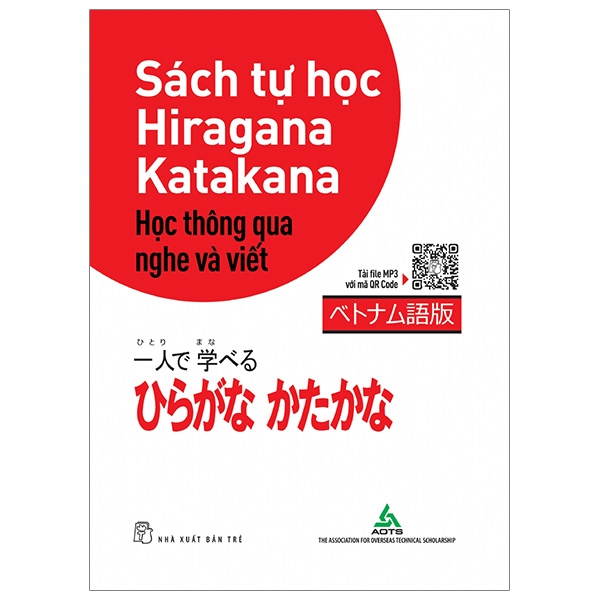 Sách tự học
Hiragana
Katakana
Học thông qua
nghe và viết
Tải file MP3
với mã QR Code
ベトナム語版
ひとり まな
一人で 学べる
ひらがな かたかな
NHÀ XUẤT BẢN TRẺ
AOTS
THE ASSOCIATION FOR OVERSEAS TECHNICAL SCHOLARSHIP